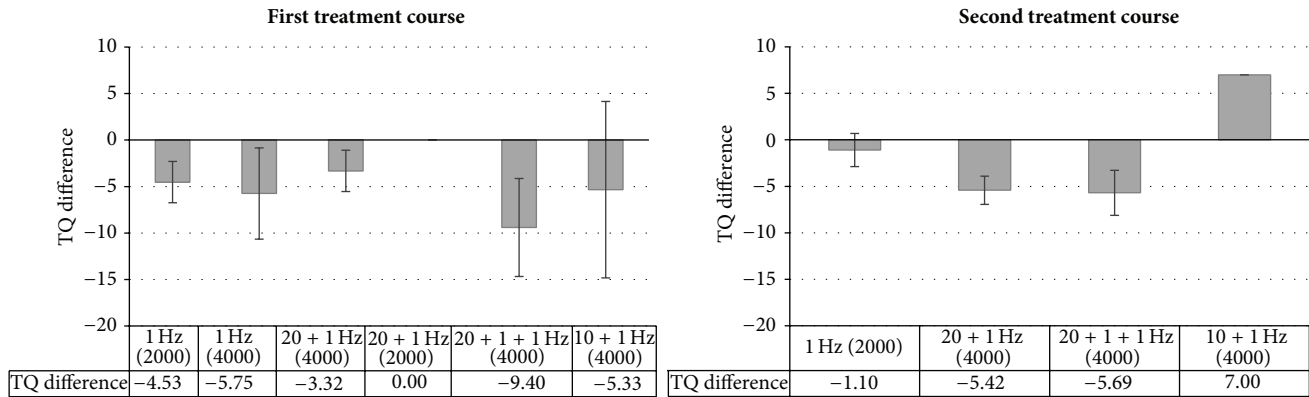 First treatment course
10
5
0
−5
−10
−15
−20
TQ difference
1 Hz (2000)
1 Hz (4000)
20 + 1 Hz (4000)
20 + 1 Hz (2000)
20 + 1 + 1 Hz (4000)
10 + 1 Hz (4000)
TQ difference −4.53 −5.75 −3.32 0.00 −9.40 −5.33
Second treatment course
10
5
0
−5
−10
−15
−20
TQ difference
1 Hz (2000)
20 + 1 Hz (4000)
20 + 1 + 1 Hz (4000)
10 + 1 Hz (4000)
TQ difference −1.10 −5.42 −5.69 7.00